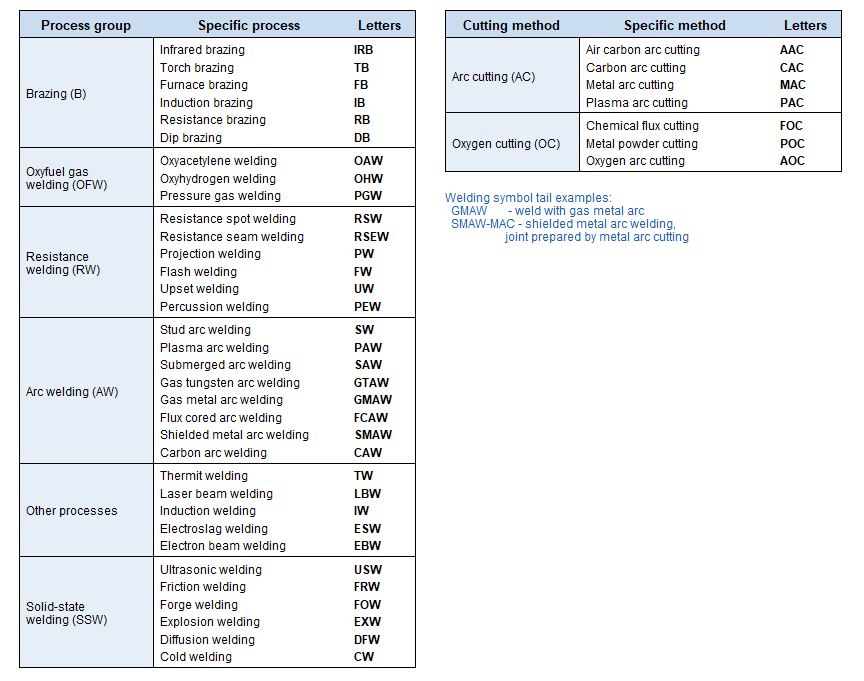 Process group Specific process Letters
Brazing (B)
Infrared brazing IRB
Torch brazing TB
Furnace brazing FB
Induction brazing IB
Resistance brazing RB
Dip brazing DB
Oxyfuel gas
welding (OFW)
Oxyacetylene welding OAW
Oxyhydrogen welding OHW
Pressure gas welding PGW
Resistance
welding (RW)
Resistance spot welding RSW
Resistance seam welding RSEW
Projection welding PW
Flash welding FW
Upset welding UW
Percussion welding PEW
Arc welding (AW)
Stud arc welding SW
Plasma arc welding PAW
Submerged arc welding SAW
Gas tungsten arc welding GTAW
Gas metal arc welding GMAW
Flux cored arc welding FCAW
Shielded metal arc welding SMAW
Carbon arc welding CAW
Other processes
Thermit welding TW
Laser beam welding LBW
Induction welding IW
Electroslag welding ESW
Electron beam welding EBW
Solid-state
welding (SSW)
Ultrasonic welding USW
Friction welding FRW
Forge welding FOW
Explosion welding EXW
Diffusion welding DFW
Cold welding CW
Cutting method Specific method Letters
Arc cutting (AC)
Air carbon arc cutting AAC
Carbon arc cutting CAC
Metal arc cutting MAC
Plasma arc cutting PAC
Oxygen cutting (OC)
Chemical flux cutting FOC
Metal powder cutting POC
Oxygen arc cutting AOC
Welding symbol tail examples:
GMAW - weld with gas metal arc
SMAW-MAC - shielded metal arc welding,
joint prepared by metal arc cutting